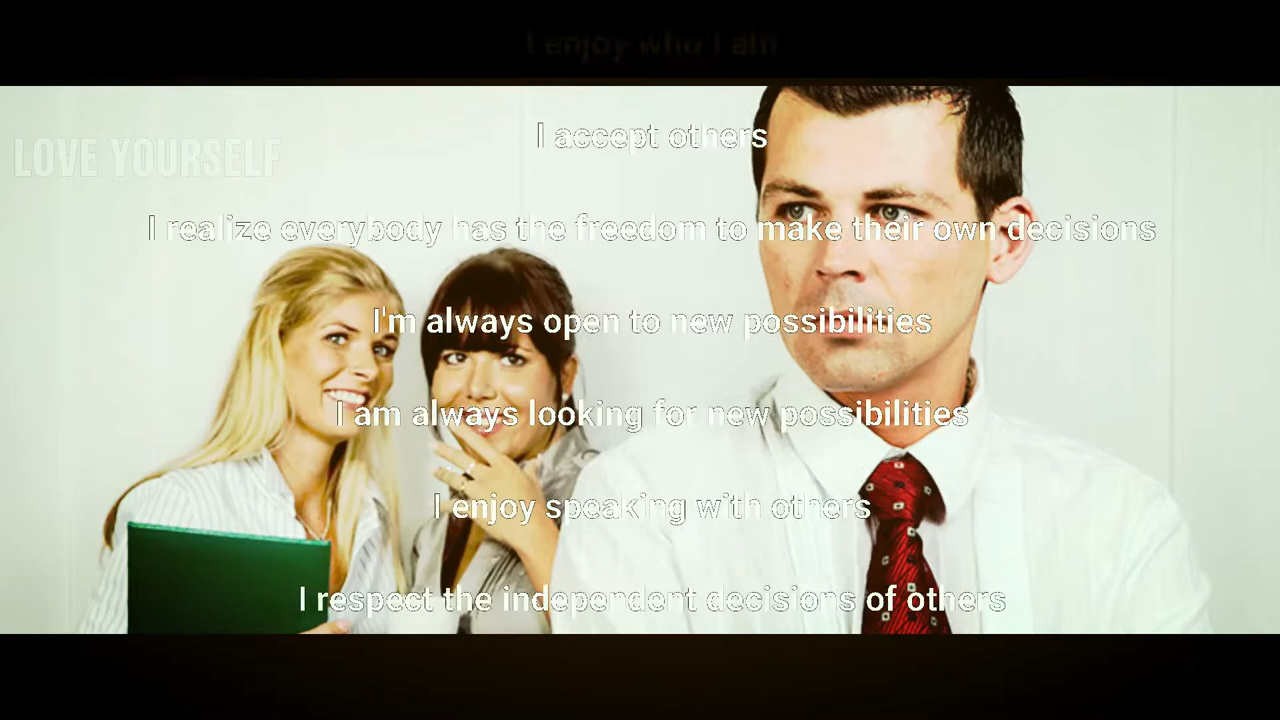 I enjoy who I am
I accept others
LOVE YOURSELF
I realize everybody has the freedom to make their own decisions
I'm always open to new possibilities
I am always looking for new possibilities
I enjoy speaking with others
I respect the independent decisions of others